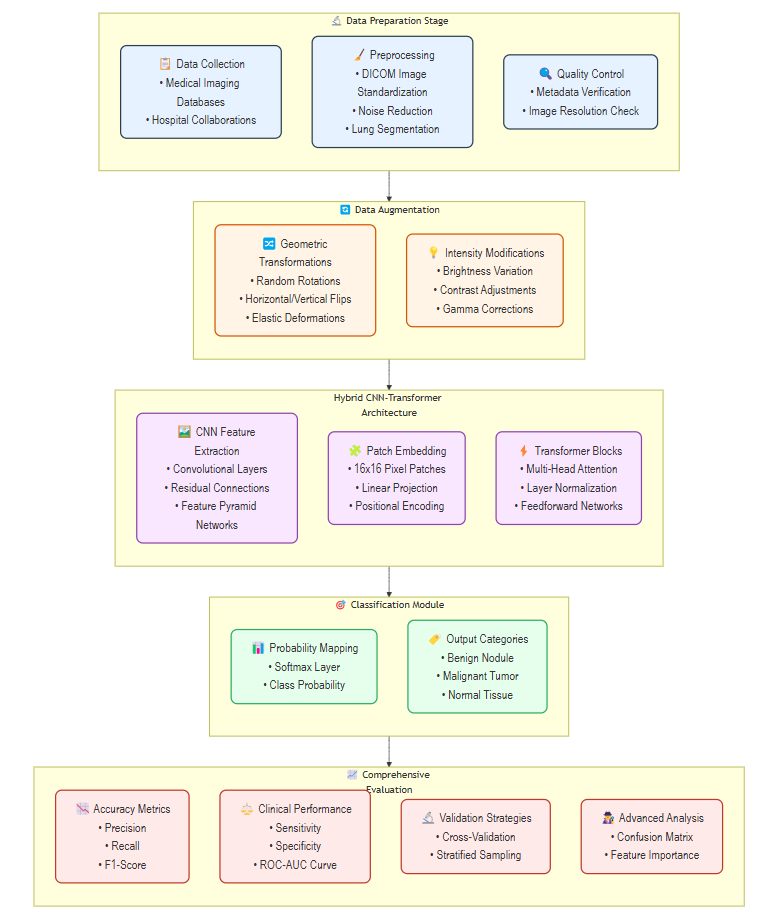 🔬 Data Preparation Stage
📋 Data Collection
• Medical Imaging
Databases
• Hospital Collaborations
🧹 Preprocessing
• DICOM Image
Standardization
• Noise Reduction
• Lung Segmentation
🔍 Quality Control
• Metadata Verification
• Image Resolution Check
🔄 Data Augmentation
🔀 Geometric
Transformations
• Random Rotations
• Horizontal/Vertical Flips
• Elastic Deformations
💡 Intensity Modifications
• Brightness Variation
• Contrast Adjustments
• Gamma Corrections
Hybrid CNN-Transformer
Architecture
🖼️ CNN Feature
Extraction
• Convolutional Layers
• Residual Connections
• Feature Pyramid
Networks
🧩 Patch Embedding
• 16x16 Pixel Patches
• Linear Projection
• Positional Encoding
⚡ Transformer Blocks
• Multi-Head Attention
• Layer Normalization
• Feedforward Networks
🎯 Classification Module
📊 Probability Mapping
• Softmax Layer
• Class Probability
🏷️ Output Categories
• Benign Nodule
• Malignant Tumor
• Normal Tissue
📈 Comprehensive
Evaluation
📉 Accuracy Metrics
• Precision
• Recall
• F1-Score
⚖️ Clinical Performance
• Sensitivity
• Specificity
• ROC-AUC Curve
🔬 Validation Strategies
• Cross-Validation
• Stratified Sampling
🕵️ Advanced Analysis
• Confusion Matrix
• Feature Importance